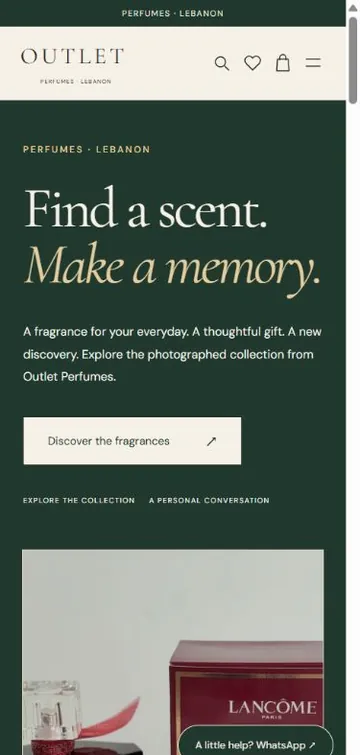 PERFUMES · LEBANON
OUTLET
PERFUMES · LEBANON
PERFUMES · LEBANON
Find a scent.
Make a memory.
A fragrance for your everyday. A thoughtful gift. A new
discovery. Explore the photographed collection from
Outlet Perfumes.
Discover the fragrances ↗
EXPLORE THE COLLECTION A PERSONAL CONVERSATION
LANCÔME
PARIS
A little help? WhatsApp ↗